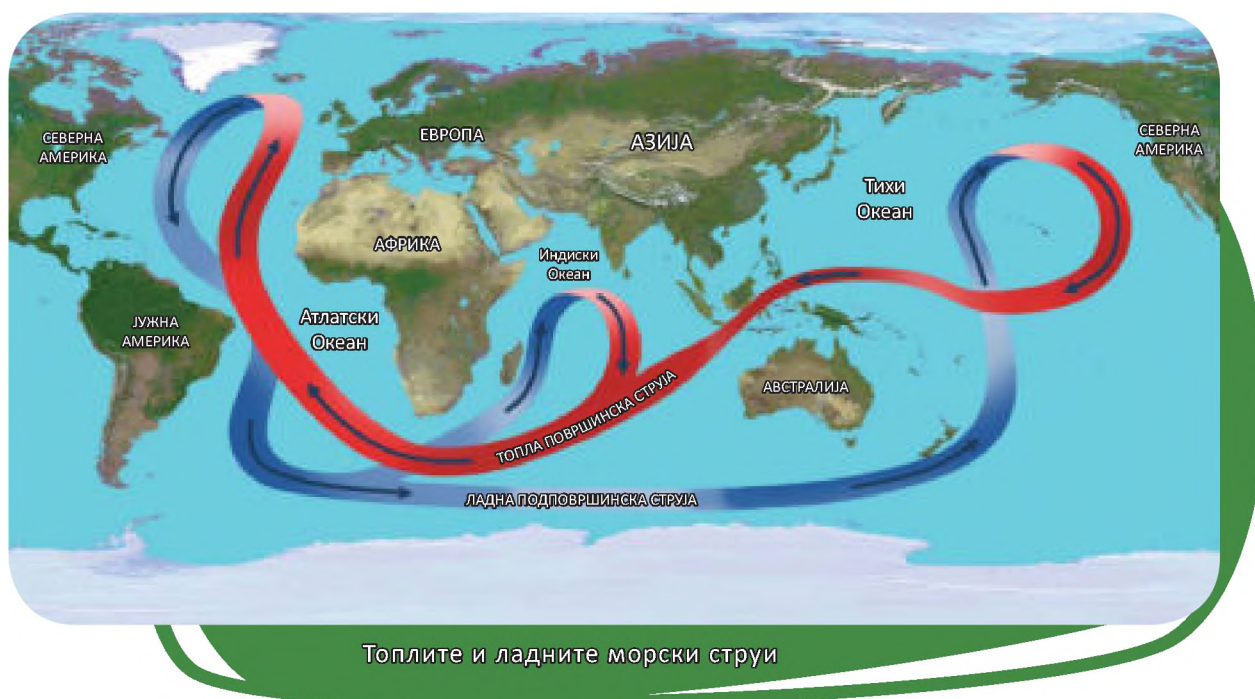 СЕВЕРНА
АМЕРИКА
ЕВРОПА
АЗИЈА
СЕВЕРНА
АМЕРИКА
Тихи
Океан
АФРИКА
Индиски
Океан
Атлатски
Океан
ЈУЖНА
АМЕРИКА
АВСТРАЛИЈА
ТОПЛА ПОВРШИНСКА СТРУЈА
ЛАДНА ПОДПОВРШИНСКА СТРУЈА
Топлите и ладните морски струи